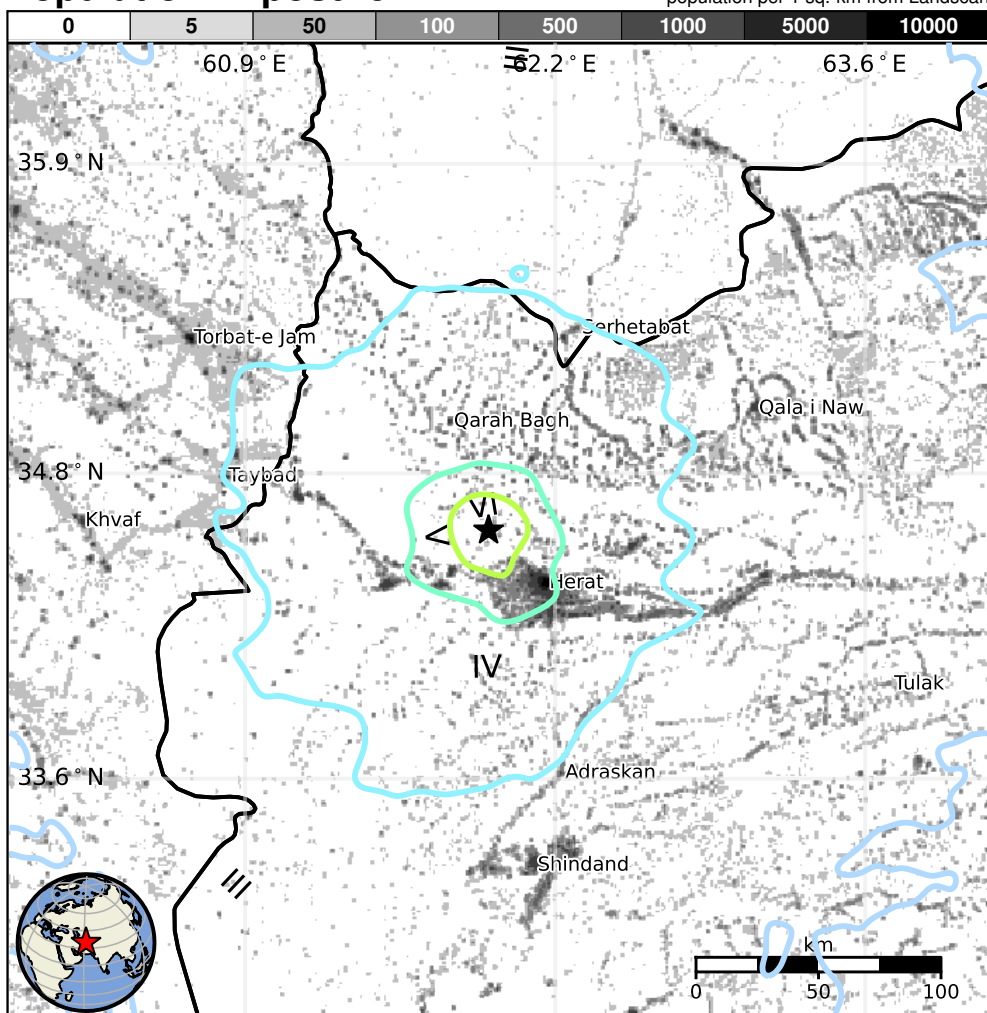 population per 1 sq. km from Landscan
0 5 50 100 500 1000 5000 10000
60.9°E 62.2°E 63.6°E
III
35.9°N
Serhetabat
Torbat-e Jam
Qala i Naw
Qarah Bagh
34.8°N
Taybad
VI
Khvaf
V
Herat
IV
Tulak
33.6°N
Adraskan
Shindand
III
km
0 50 100